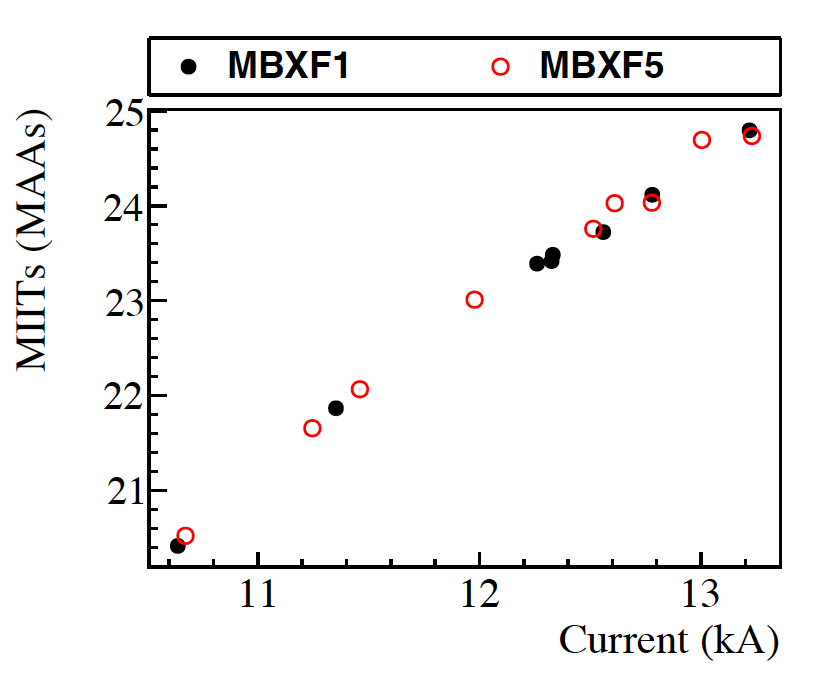 MBXF1 MBXF5
MIITs (MAAs)
25
24
23
22
21
11 12 13
Current (kA)